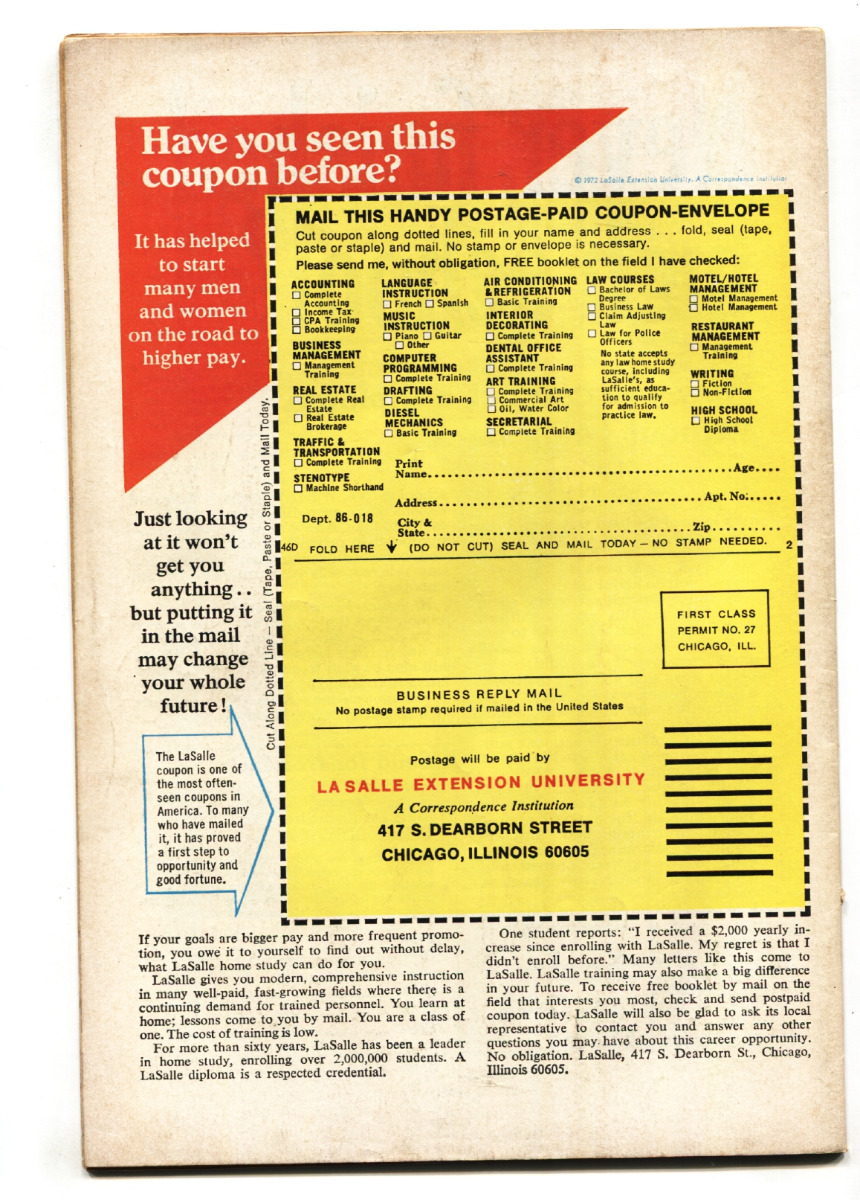 Have you seen this
coupon before?
© 1972 LaSalle Extension University, A Correspondence Institution
It has helped
to start
many men
and women
on the road to
higher pay.
Just looking
at it won't
get you
anything . .
but putting it
in the mail
may change
your whole
future!
The LaSalle
coupon is one of
the most often-
seen coupons in
America. To many
who have mailed
it, it has proved
a first step to
opportunity and
good fortune.
Cut Along Dotted Line — Seal (Tape, Paste or Staple) and Mail Today.
MAIL THIS HANDY POSTAGE-PAID COUPON-ENVELOPE
Cut coupon along dotted lines, fill in your name and address . . . fold, seal (tape,
paste or staple) and mail. No stamp or envelope is necessary.
Please send me, without obligation, FREE booklet on the field I have checked:
ACCOUNTING
☐ Complete
Accounting
☐ Income Tax
☐ CPA Training
☐ Bookkeeping
BUSINESS
MANAGEMENT
☐ Management
Training
REAL ESTATE
☐ Complete Real
Estate
☐ Real Estate
Brokerage
TRAFFIC &
TRANSPORTATION
☐ Complete Training
STENOTYPE
☐ Machine Shorthand
LANGUAGE
INSTRUCTION
☐ French ☐ Spanish
MUSIC
INSTRUCTION
☐ Piano ☐ Guitar
☐ Other
COMPUTER
PROGRAMMING
☐ Complete Training
DRAFTING
☐ Complete Training
DIESEL
MECHANICS
☐ Basic Training
AIR CONDITIONING
& REFRIGERATION
☐ Basic Training
INTERIOR
DECORATING
☐ Complete Training
DENTAL OFFICE
ASSISTANT
☐ Complete Training
ART TRAINING
☐ Complete Training
☐ Commercial Art
☐ Oil, Water Color
SECRETARIAL
☐ Complete Training
LAW COURSES
☐ Bachelor of Laws
Degree
☐ Business Law
☐ Claim Adjusting
Law
☐ Law for Police
Officers
No state accepts
any law home study
course, including
LaSalle's, as
sufficient educa-
tion to qualify
for admission to
practice law.
MOTEL/HOTEL
MANAGEMENT
☐ Motel Management
☐ Hotel Management
RESTAURANT
MANAGEMENT
☐ Management
Training
WRITING
☐ Fiction
☐ Non-Fiction
HIGH SCHOOL
☐ High School
Diploma
Print
Name........................Age....
Address........................Apt. No:.....
Dept. 86-018
City &
State........................Zip..........
46D FOLD HERE ↓ (DO NOT CUT) SEAL AND MAIL TODAY — NO STAMP NEEDED. 2
FIRST CLASS
PERMIT NO. 27
CHICAGO, ILL.
BUSINESS REPLY MAIL
No postage stamp required if mailed in the United States
Postage will be paid by
LA SALLE EXTENSION UNIVERSITY
A Correspondence Institution
417 S. DEARBORN STREET
CHICAGO, ILLINOIS 60605
If your goals are bigger pay and more frequent promo-
tion, you owe it to yourself to find out without delay,
what LaSalle home study can do for you.
LaSalle gives you modern, comprehensive instruction
in many well-paid, fast-growing fields where there is a
continuing demand for trained personnel. You learn at
home; lessons come to you by mail. You are a class of
one. The cost of training is low.
For more than sixty years, LaSalle has been a leader
in home study, enrolling over 2,000,000 students. A
LaSalle diploma is a respected credential.
One student reports: "I received a $2,000 yearly in-
crease since enrolling with LaSalle. My regret is that I
didn't enroll before." Many letters like this come to
LaSalle. LaSalle training may also make a big difference
in your future. To receive free booklet by mail on the
field that interests you most, check and send postpaid
coupon today. LaSalle will also be glad to ask its local
representative to contact you and answer any other
questions you may have about this career opportunity.
No obligation. LaSalle, 417 S. Dearborn St., Chicago,
Illinois 60605.